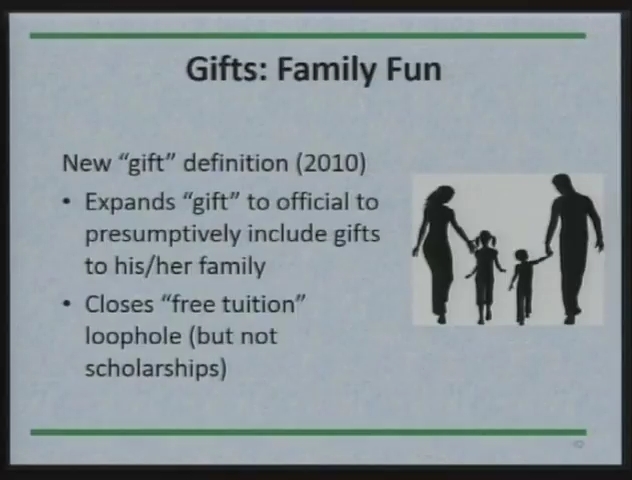 Gifts: Family Fun
New “gift” definition (2010)
• Expands “gift” to official to
presumptively include gifts
to his/her family
• Closes “free tuition”
loophole (but not
scholarships)